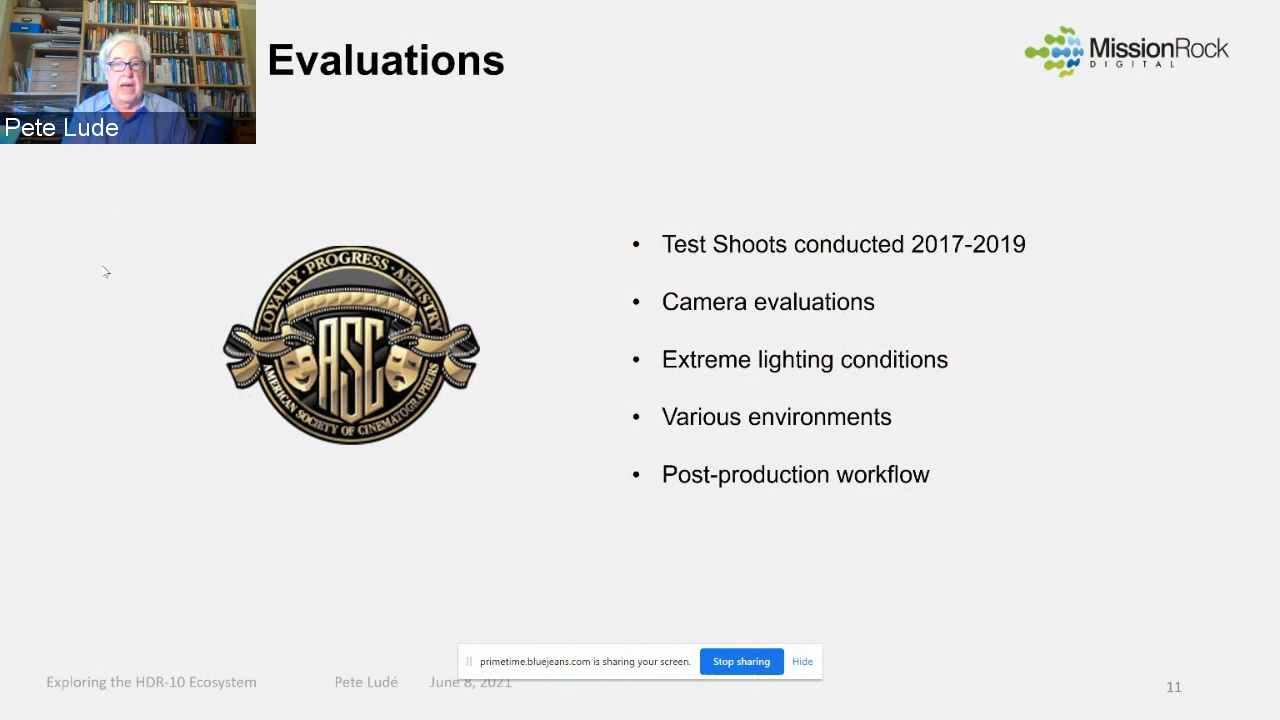 Pete Lude
Evaluations
MissionRock
DIGITAL
LOYALTY · PROGRESS · ARTISTRY
ASC
AMERICAN SOCIETY OF CINEMATOGRAPHERS
• Test Shoots conducted 2017-2019
• Camera evaluations
• Extreme lighting conditions
• Various environments
• Post-production workflow
primetime.bluejeans.com is sharing your screen. Stop sharing Hide
Exploring the HDR-10 Ecosystem Pete Ludé June 8, 2021 11